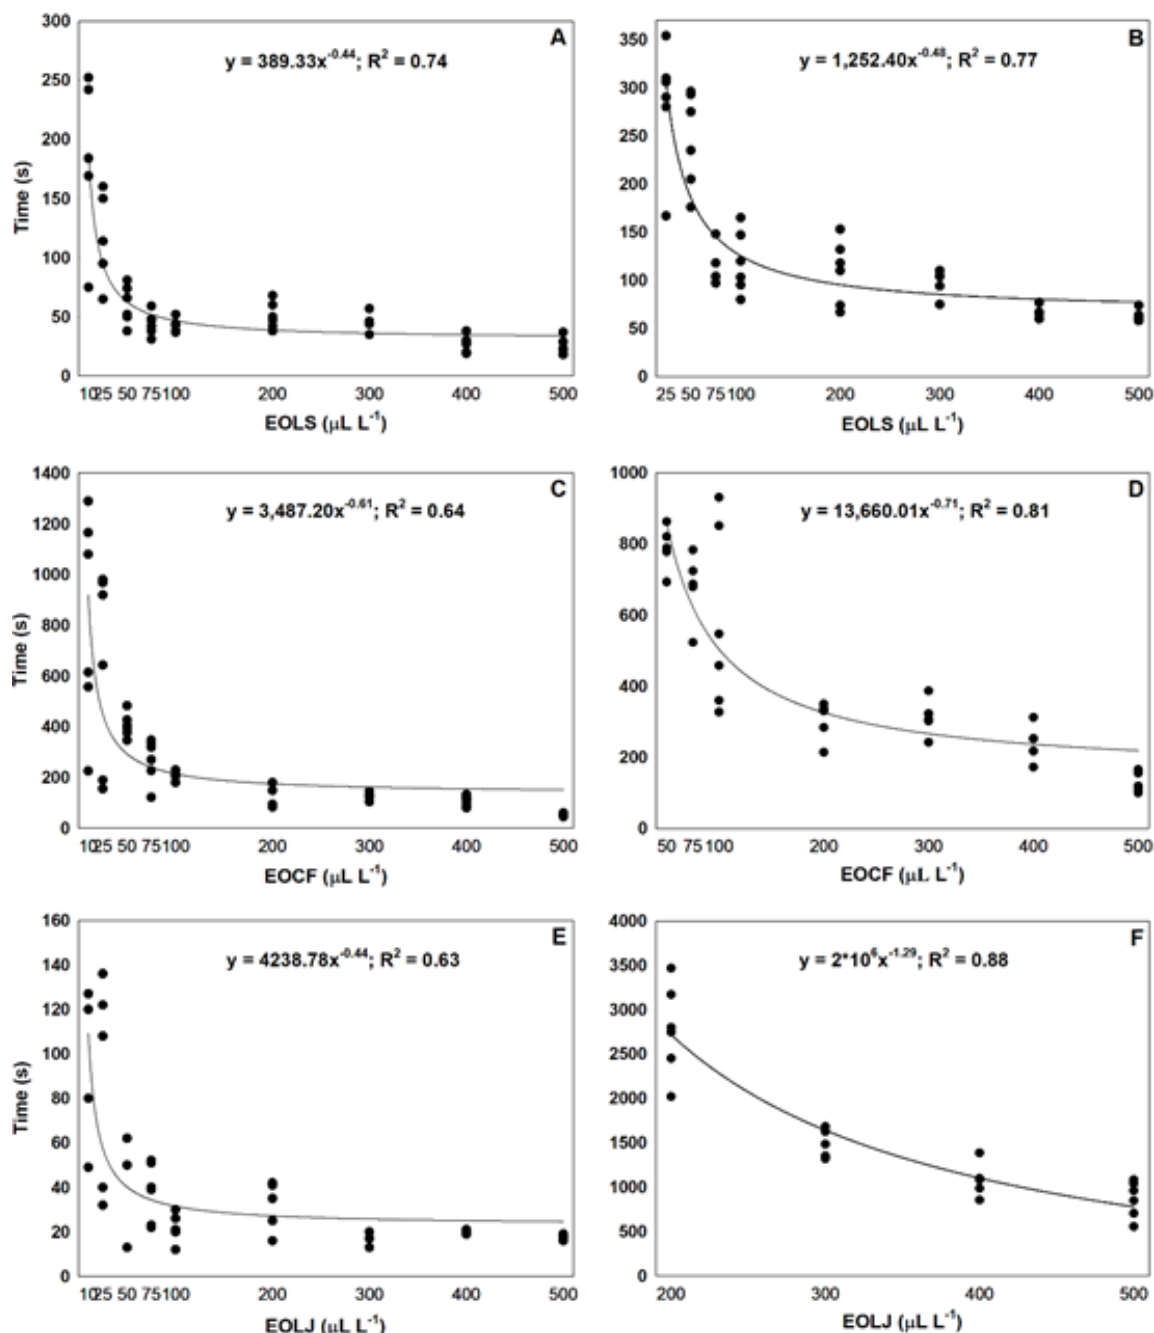 A
y = 389.33x-0.44; R2 = 0.74
300
250
200
150
100
50
0
Time (s)
10 25 50 75 100 200 300 400 500
EOLS (µL L-1)
B
y = 1,252.40x-0.48; R2 = 0.77
350
300
250
200
150
100
50
0
25 50 75 100 200 300 400 500
EOLS (µL L-1)
C
y = 3,487.20x-0.61; R2 = 0.64
1400
1200
1000
800
600
400
200
0
Time (s)
10 25 50 75 100 200 300 400 500
EOCF (µL L-1)
D
y = 13,660.01x-0.71; R2 = 0.81
1000
800
600
400
200
0
50 75 100 200 300 400 500
EOCF (µL L-1)
E
y = 4238.78x-0.44; R2 = 0.63
160
140
120
100
80
60
40
20
0
Time (s)
10 25 50 75 100 200 300 400 500
EOLJ (µL L-1)
F
y = 2*106x-1.29; R2 = 0.88
4000
3500
3000
2500
2000
1500
1000
500
0
200 300 400 500
EOLJ (µL L-1)